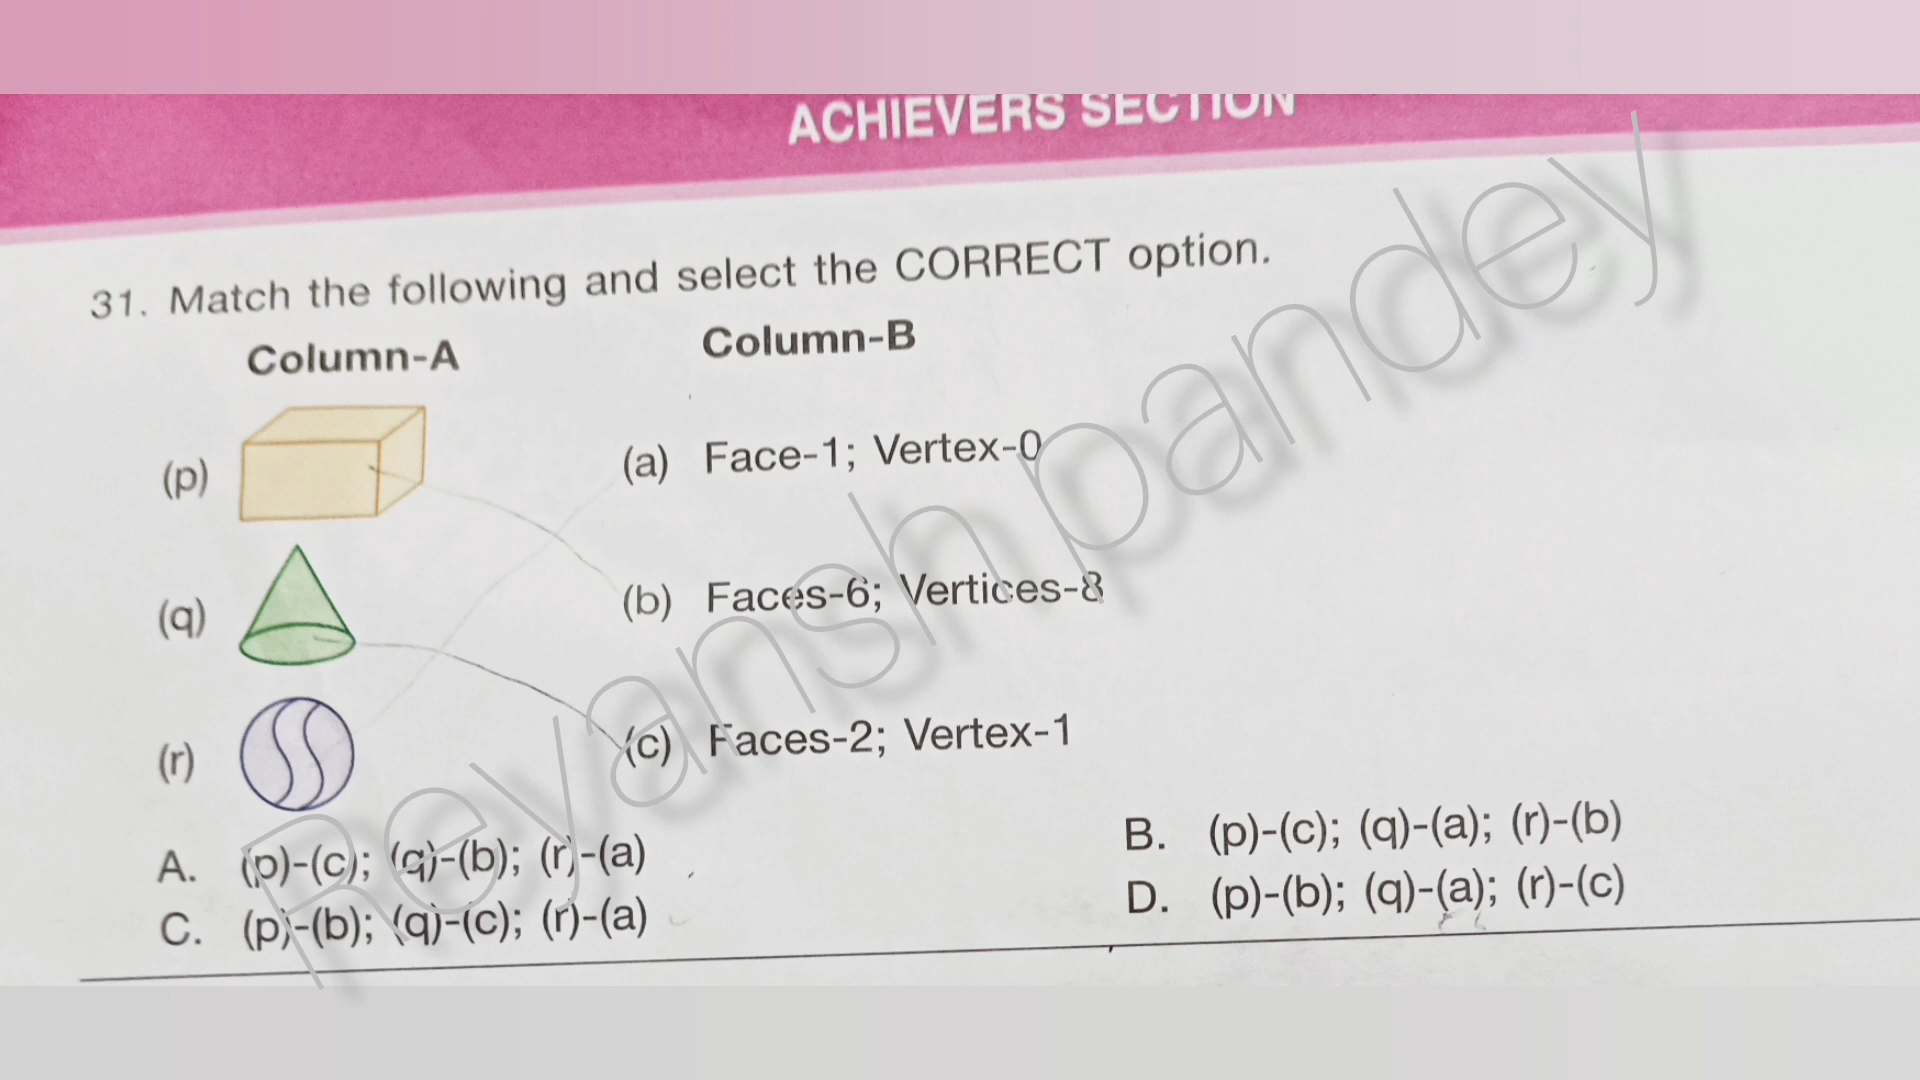 ACHIEVERS SECTION
31. Match the following and select the CORRECT option.
Column-A Column-B
(p) (a) Face-1; Vertex-0
(q) (b) Faces-6; Vertices-8
(r) (c) Faces-2; Vertex-1
A. (p)-(c); (q)-(b); (r)-(a) B. (p)-(c); (q)-(a); (r)-(b)
C. (p)-(b); (q)-(c); (r)-(a) D. (p)-(b); (q)-(a); (r)-(c)
Reyansh pandey